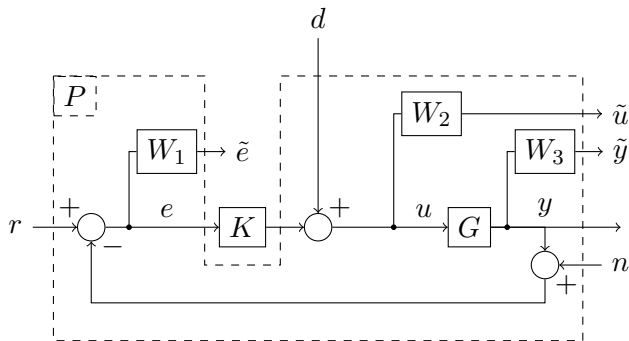 d
P
W₂
ũ
W₁
ẽ
W₃
ỹ
r
+
−
e
K
+
u
G
y
n
+